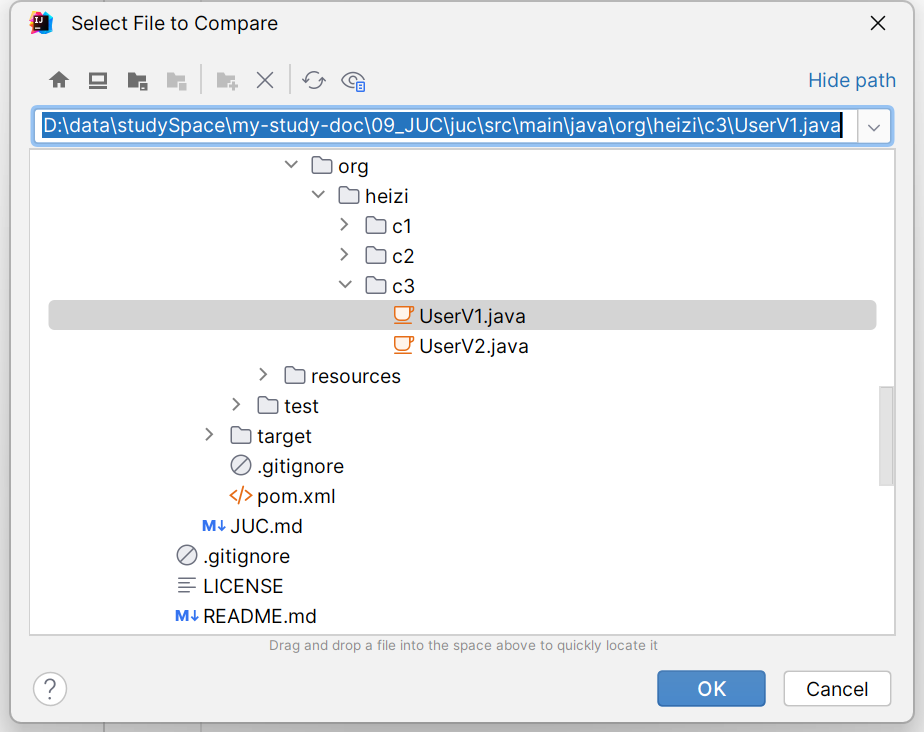 Select File to Compare
Hide path
D:\data\studySpace\my-study-doc\09_JUC\juc\src\main\java\org\heizi\c3\UserV1.java
org
heizi
c1
c2
c3
UserV1.java
UserV2.java
resources
test
target
.gitignore
pom.xml
JUC.md
.gitignore
LICENSE
README.md
Drag and drop a file into the space above to quickly locate it
? OK Cancel